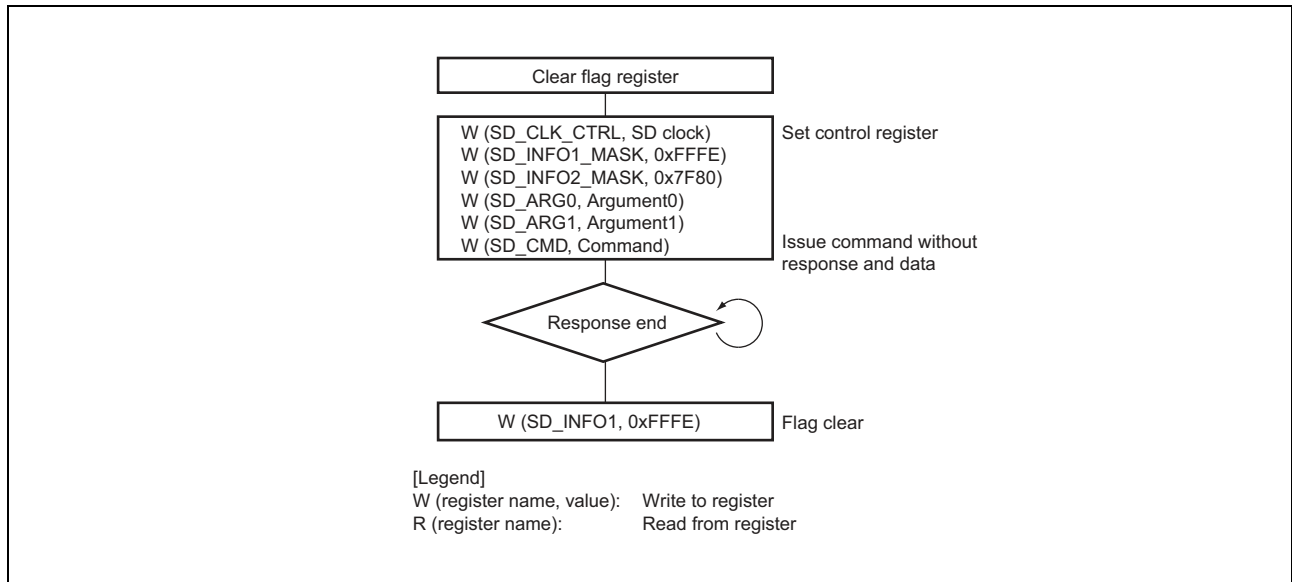 Clear flag register
W (SD_CLK_CTRL, SD clock)
Set control register
W (SD_INFO1_MASK, 0xFFFE)
W (SD_INFO2_MASK, 0x7F80)
W (SD_ARG0, Argument0)
W (SD_ARG1, Argument1)
W (SD_CMD, Command)
Issue command without
response and data
Response end
W (SD_INFO1, 0xFFFE)
Flag clear
[Legend]
W (register name, value): Write to register
R (register name): Read from register